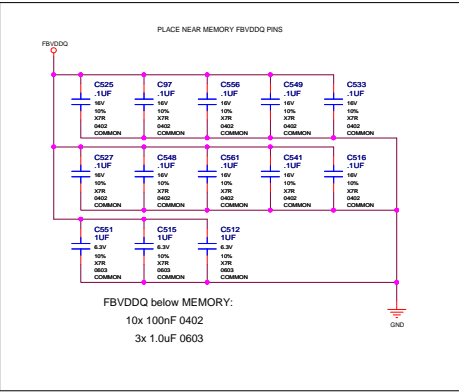 PLACE NEAR MEMORY FBVDDQ PINS
FBVDDQ
C525 C97 C556 C549 C533
.1UF .1UF .1UF .1UF .1UF
16V 16V 16V 16V 16V
10% 10% 10% 10% 10%
X7R X7R X7R X7R X7R
0402 0402 0402 0402 0402
COMMON COMMON COMMON COMMON COMMON
C527 C548 C561 C541 C516
.1UF .1UF .1UF .1UF .1UF
16V 16V 16V 16V 16V
10% 10% 10% 10% 10%
X7R X7R X7R X7R X7R
0402 0402 0402 0402 0402
COMMON COMMON COMMON COMMON COMMON
C551 C515 C512
1UF 1UF 1UF
6.3V 6.3V 6.3V
10% 10% 10%
X7R X7R X7R
0603 0603 0603
COMMON COMMON COMMON
FBVDDQ below MEMORY:
10x 100nF 0402
3x 1.0uF 0603
GND